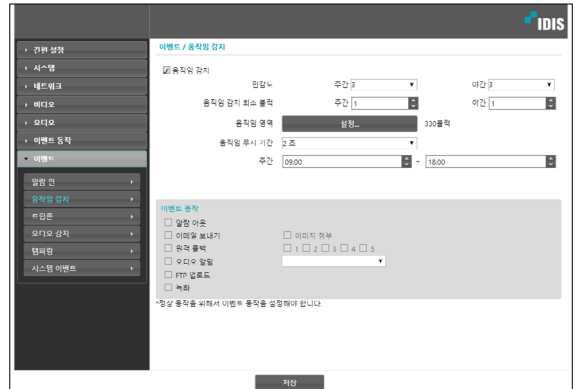 IDIS
간편 설정
시스템
네트워크
비디오
오디오
이벤트 동작
이벤트
알람 인
움직임 감지
트립존
오디오 감지
탬퍼링
시스템 이벤트
이벤트 / 움직임 감지
움직임 감지
민감도 주간 3 야간 3
움직임 감지 최소 블럭 주간 1 야간 1
움직임 영역 설정... 330블럭
움직임 무시 기간 2 초
주간 09:00 ~ 18:00
이벤트 동작
알람 아웃
이메일 보내기 이미지 첨부
원격 콜백 1 2 3 4 5
오디오 알림
FTP 업로드
녹화
*정상 동작을 위해서 이벤트 동작을 설정해야 합니다.
저장